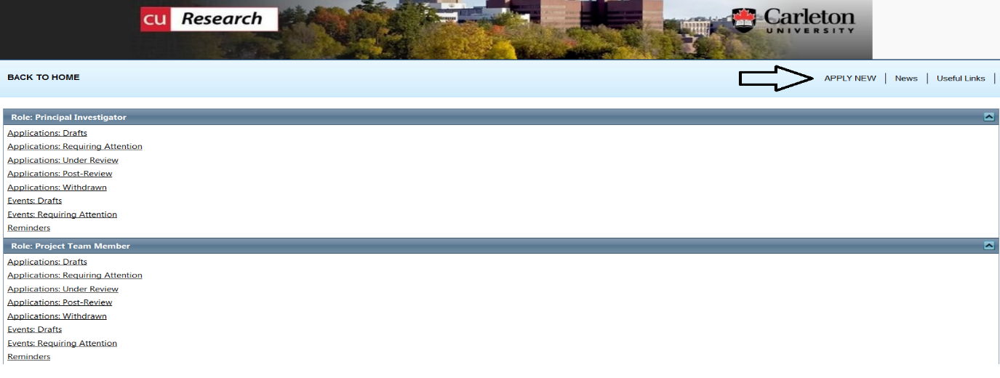 CU Research
Carleton
UNIVERSITY
BACK TO HOME
APPLY NEW | News | Useful Links |
Role: Principal Investigator
Applications: Drafts
Applications: Requiring Attention
Applications: Under Review
Applications: Post-Review
Applications: Withdrawn
Events: Drafts
Events: Requiring Attention
Reminders
Role: Project Team Member
Applications: Drafts
Applications: Requiring Attention
Applications: Under Review
Applications: Post-Review
Applications: Withdrawn
Events: Drafts
Events: Requiring Attention
Reminders